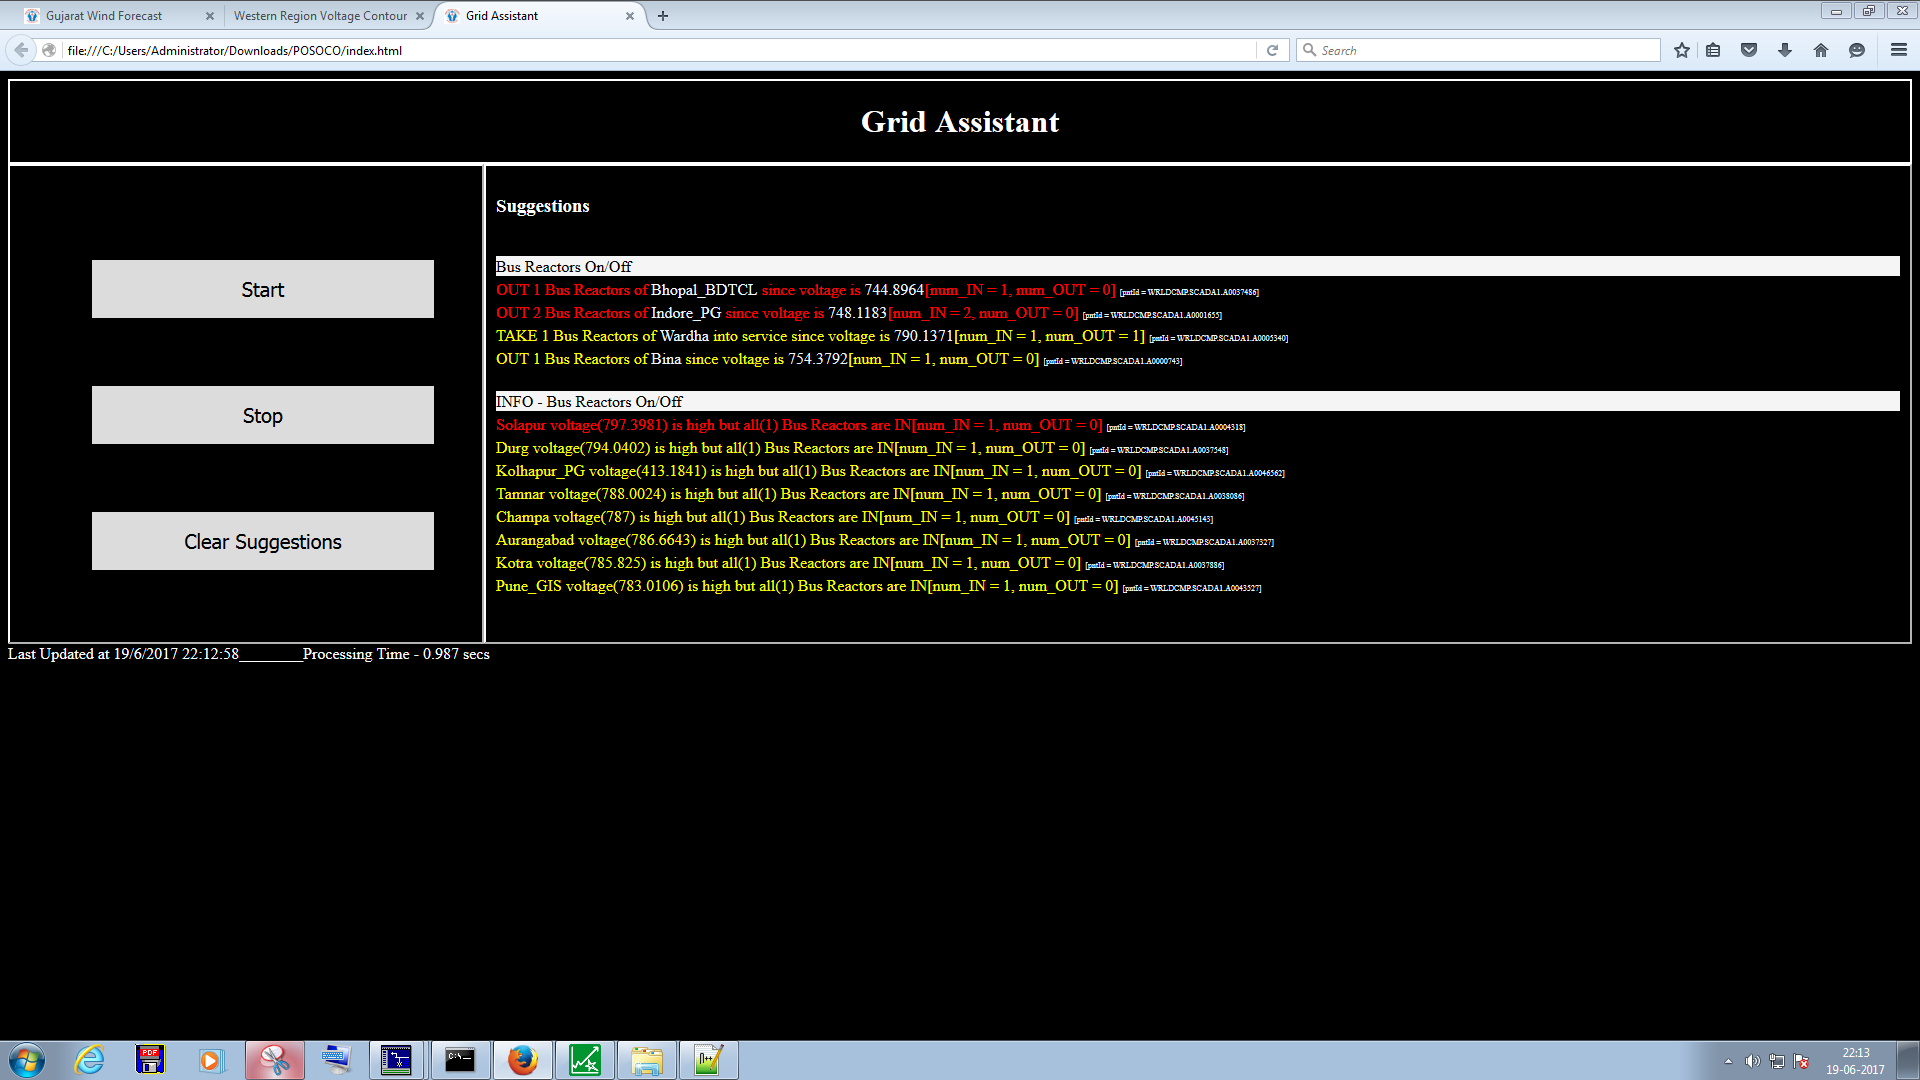 Gujarat Wind Forecast
Western Region Voltage Contour
Grid Assistant
file:///C:/Users/Administrator/Downloads/POSOCO/index.html
Search
Grid Assistant
Start
Stop
Clear Suggestions
Suggestions
Bus Reactors On/Off
OUT 1 Bus Reactors of Bhopal_BDTCL since voltage is 744.8964[num_IN = 1, num_OUT = 0] [pntId = WRLDCMP.SCADA1.A0037486]
OUT 2 Bus Reactors of Indore_PG since voltage is 748.1183[num_IN = 2, num_OUT = 0] [pntId = WRLDCMP.SCADA1.A0001655]
TAKE 1 Bus Reactors of Wardha into service since voltage is 790.1371[num_IN = 1, num_OUT = 1] [pntId = WRLDCMP.SCADA1.A0005340]
OUT 1 Bus Reactors of Bina since voltage is 754.3792[num_IN = 1, num_OUT = 0] [pntId = WRLDCMP.SCADA1.A0000743]
INFO - Bus Reactors On/Off
Solapur voltage(797.3981) is high but all(1) Bus Reactors are IN[num_IN = 1, num_OUT = 0] [pntId = WRLDCMP.SCADA1.A0004318]
Durg voltage(794.0402) is high but all(1) Bus Reactors are IN[num_IN = 1, num_OUT = 0] [pntId = WRLDCMP.SCADA1.A0037548]
Kolhapur_PG voltage(413.1841) is high but all(1) Bus Reactors are IN[num_IN = 1, num_OUT = 0] [pntId = WRLDCMP.SCADA1.A0046562]
Tamnar voltage(788.0024) is high but all(1) Bus Reactors are IN[num_IN = 1, num_OUT = 0] [pntId = WRLDCMP.SCADA1.A0038086]
Champa voltage(787) is high but all(1) Bus Reactors are IN[num_IN = 1, num_OUT = 0] [pntId = WRLDCMP.SCADA1.A0045143]
Aurangabad voltage(786.6643) is high but all(1) Bus Reactors are IN[num_IN = 1, num_OUT = 0] [pntId = WRLDCMP.SCADA1.A0037327]
Kotra voltage(785.825) is high but all(1) Bus Reactors are IN[num_IN = 1, num_OUT = 0] [pntId = WRLDCMP.SCADA1.A0037886]
Pune_GIS voltage(783.0106) is high but all(1) Bus Reactors are IN[num_IN = 1, num_OUT = 0] [pntId = WRLDCMP.SCADA1.A0043527]
Last Updated at 19/6/2017 22:12:58________Processing Time - 0.987 secs
PDF
C:\
22:13
19-06-2017